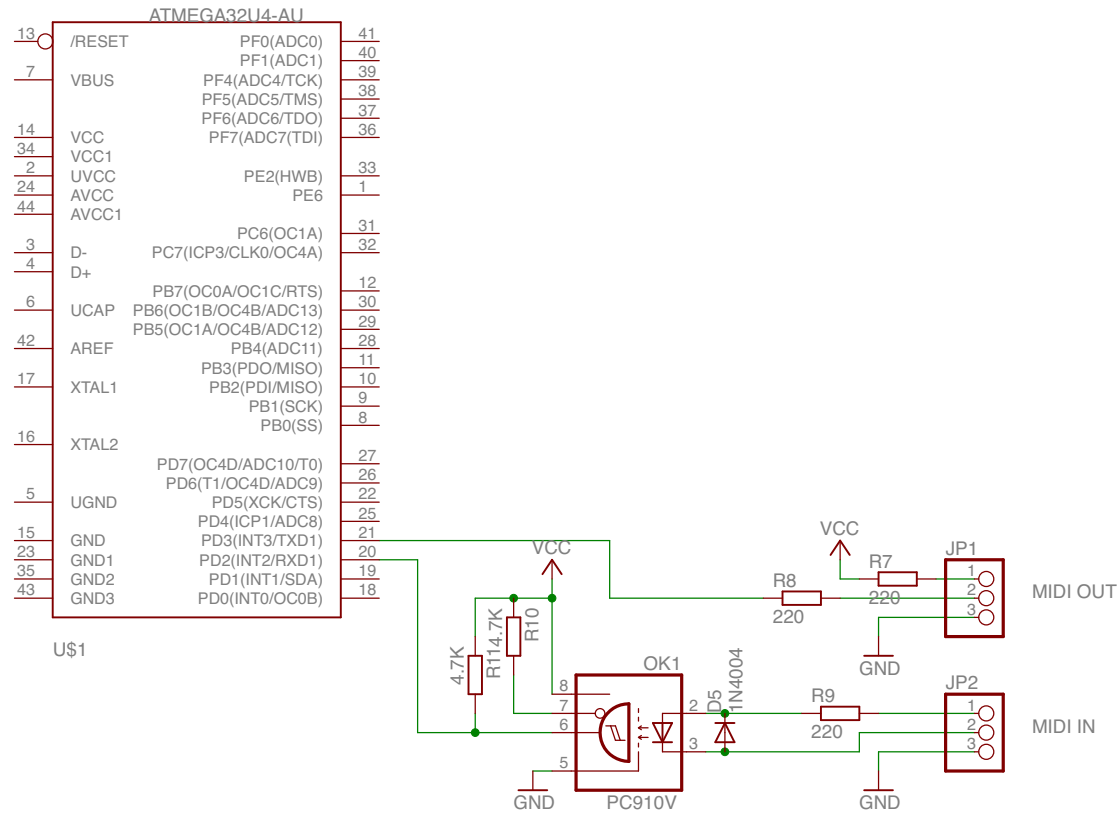 ATMEGA32U4-AU
13 /RESET PF0(ADC0) 41
PF1(ADC1) 40
7 VBUS PF4(ADC4/TCK) 39
PF5(ADC5/TMS) 38
PF6(ADC6/TDO) 37
14 VCC PF7(ADC7(TDI) 36
34 VCC1
2 UVCC PE2(HWB) 33
24 AVCC PE6 1
44 AVCC1
PC6(OC1A) 31
3 D- PC7(ICP3/CLK0/OC4A) 32
4 D+
PB7(OC0A/OC1C/RTS) 12
6 UCAP PB6(OC1B/OC4B/ADC13) 30
PB5(OC1A/OC4B/ADC12) 29
42 AREF PB4(ADC11) 28
PB3(PDO/MISO) 11
17 XTAL1 PB2(PDI/MISO) 10
PB1(SCK) 9
PB0(SS) 8
16 XTAL2
PD7(OC4D/ADC10/T0) 27
PD6(T1/OC4D/ADC9) 26
5 UGND PD5(XCK/CTS) 22
PD4(ICP1/ADC8) 25
15 GND PD3(INT3/TXD1) 21
23 GND1 PD2(INT2/RXD1) 20
35 GND2 PD1(INT1/SDA) 19
43 GND3 PD0(INT0/OC0B) 18
U$1
VCC
VCC
JP1
R7
220
R8
220
1
2
3
MIDI OUT
GND
4.7K
R11
4.7K
R10
OK1
8
7
6
5
2
3
PC910V
GND
D5
1N4004
R9
220
JP2
1
2
3
MIDI IN
GND